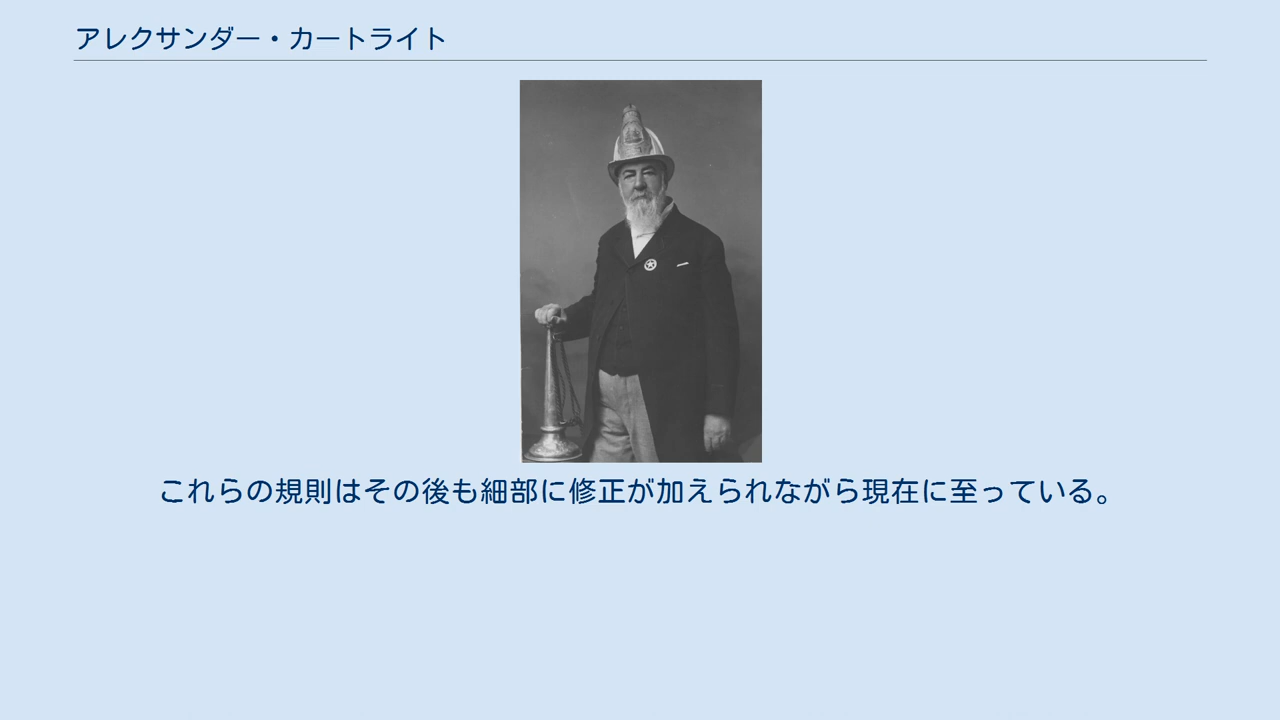 アレクサンダー・カートライト
これらの規則はその後も細部に修正が加えられながら現在に至っている。